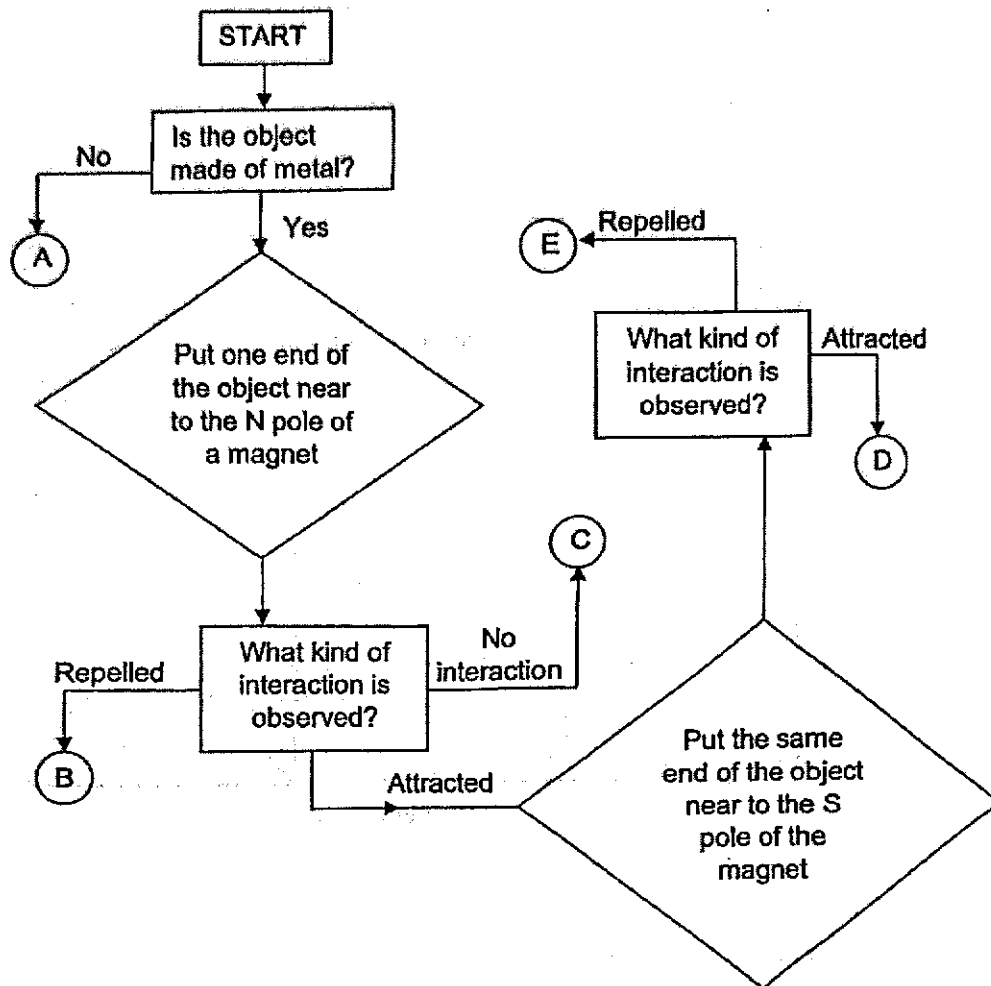 START
Is the object
made of metal?
No
A
Yes
Put one end of
the object near
to the N pole of
a magnet
What kind of
interaction is
observed?
Repelled
B
No
interaction
C
Attracted
Put the same
end of the object
near to the S
pole of the
magnet
What kind of
interaction is
observed?
Repelled
E
Attracted
D